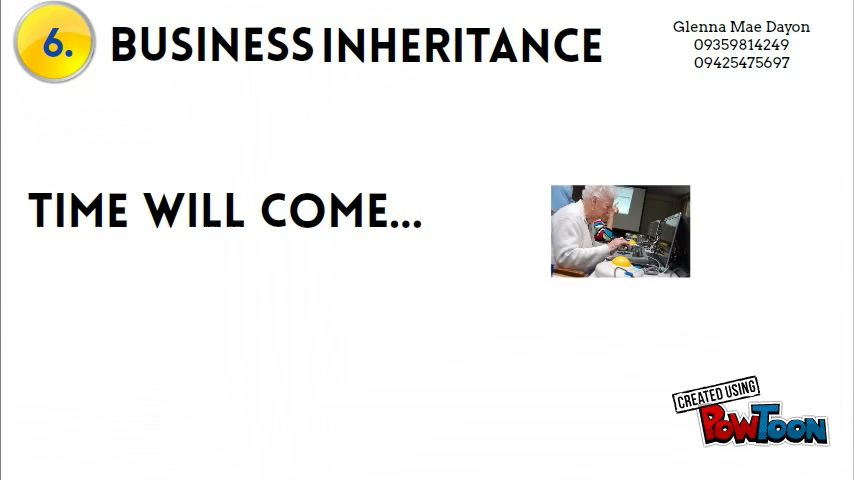 6.
BUSINESS INHERITANCE
Glenna Mae Dayon
09359814249
09425475697
TIME WILL COME...
CREATED USING
POWTOON